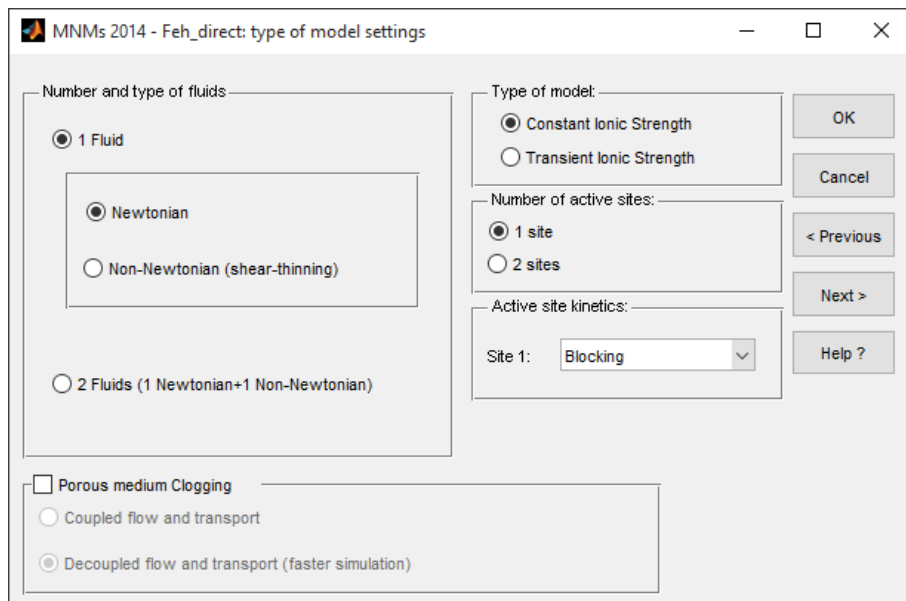 MNMs 2014 - Feh_direct: type of model settings
Number and type of fluids
1 Fluid
Newtonian
Non-Newtonian (shear-thinning)
2 Fluids (1 Newtonian+1 Non-Newtonian)
Type of model:
Constant Ionic Strength
Transient Ionic Strength
Number of active sites:
1 site
2 sites
Active site kinetics:
Site 1: Blocking
OK
Cancel
< Previous
Next >
Help ?
Porous medium Clogging
Coupled flow and transport
Decoupled flow and transport (faster simulation)